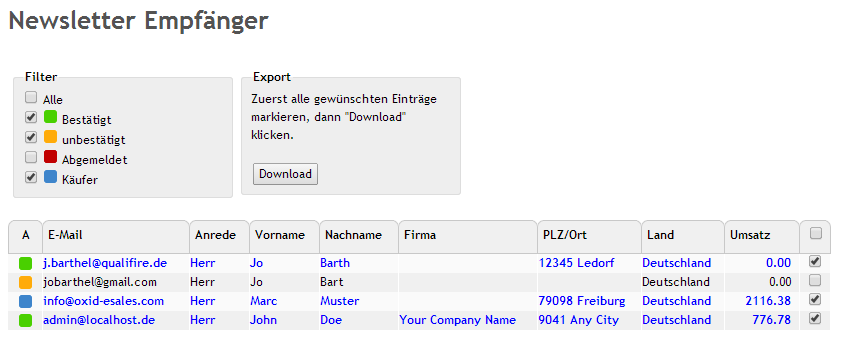 Newsletter Empfänger
Filter
Alle
Bestätigt
unbestätigt
Abgemeldet
Käufer
Export
Zuerst alle gewünschten Einträge
markieren, dann "Download"
klicken.
Download
A E-Mail Anrede Vorname Nachname Firma PLZ/Ort Land Umsatz
j.barthel@qualifire.de Herr Jo Barth 12345 Ledorf Deutschland 0.00
jobarthel@gmail.com Herr Jo Bart Deutschland 0.00
info@oxid-esales.com Herr Marc Muster 79098 Freiburg Deutschland 2116.38
admin@localhost.de Herr John Doe Your Company Name 9041 Any City Deutschland 776.78